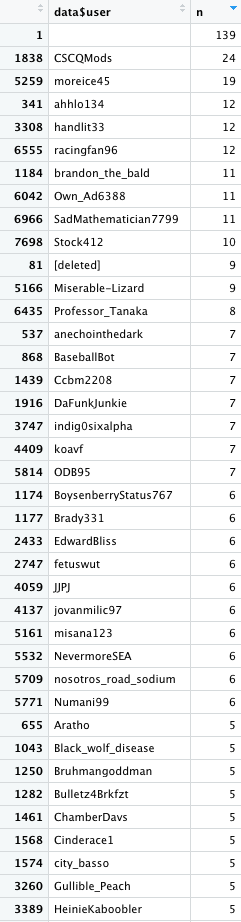 data$user n
1 139
1838 CSCQMods 24
5259 moreice45 19
341 ahhlo134 12
3308 handlit33 12
6555 racingfan96 12
1184 brandon_the_bald 11
6042 Own_Ad6388 11
6966 SadMathematician7799 11
7698 Stock412 10
81 [deleted] 9
5166 Miserable-Lizard 9
6435 Professor_Tanaka 8
537 anechointhedark 7
868 BaseballBot 7
1439 Ccbm2208 7
1916 DaFunkJunkie 7
3747 indig0sixalpha 7
4409 koavf 7
5814 ODB95 7
1174 BoysenberryStatus767 6
1177 Brady331 6
2433 EdwardBliss 6
2747 fetuswut 6
4059 JJPJ 6
4137 jovanmilic97 6
5161 misana123 6
5532 NevermoreSEA 6
5709 nosotros_road_sodium 6
5771 Numani99 6
655 Aratho 5
1043 Black_wolf_disease 5
1250 Bruhmangoddman 5
1282 Bulletz4Brkfzt 5
1461 ChamberDavs 5
1568 Cinderace1 5
1574 city_basso 5
3260 Gullible_Peach 5
3389 HeinieKaboobler 5